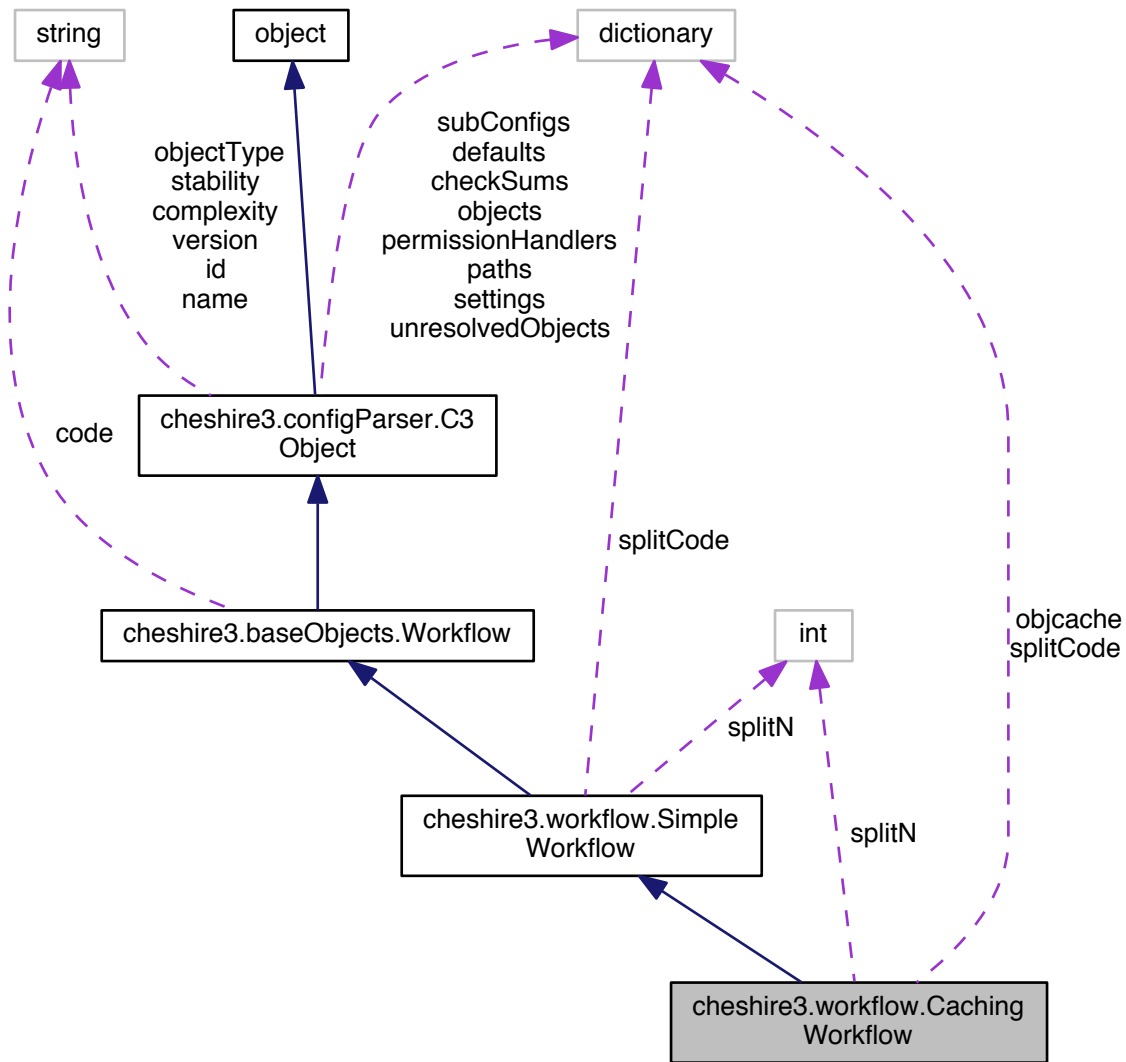 string
object
dictionary
objectType
stability
complexity
version
id
name
subConfigs
defaults
checkSums
objects
permissionHandlers
paths
settings
unresolvedObjects
cheshire3.configParser.C3
Object
code
splitCode
cheshire3.baseObjects.Workflow
int
objcache
splitCode
splitN
cheshire3.workflow.Simple
Workflow
splitN
cheshire3.workflow.Caching
Workflow